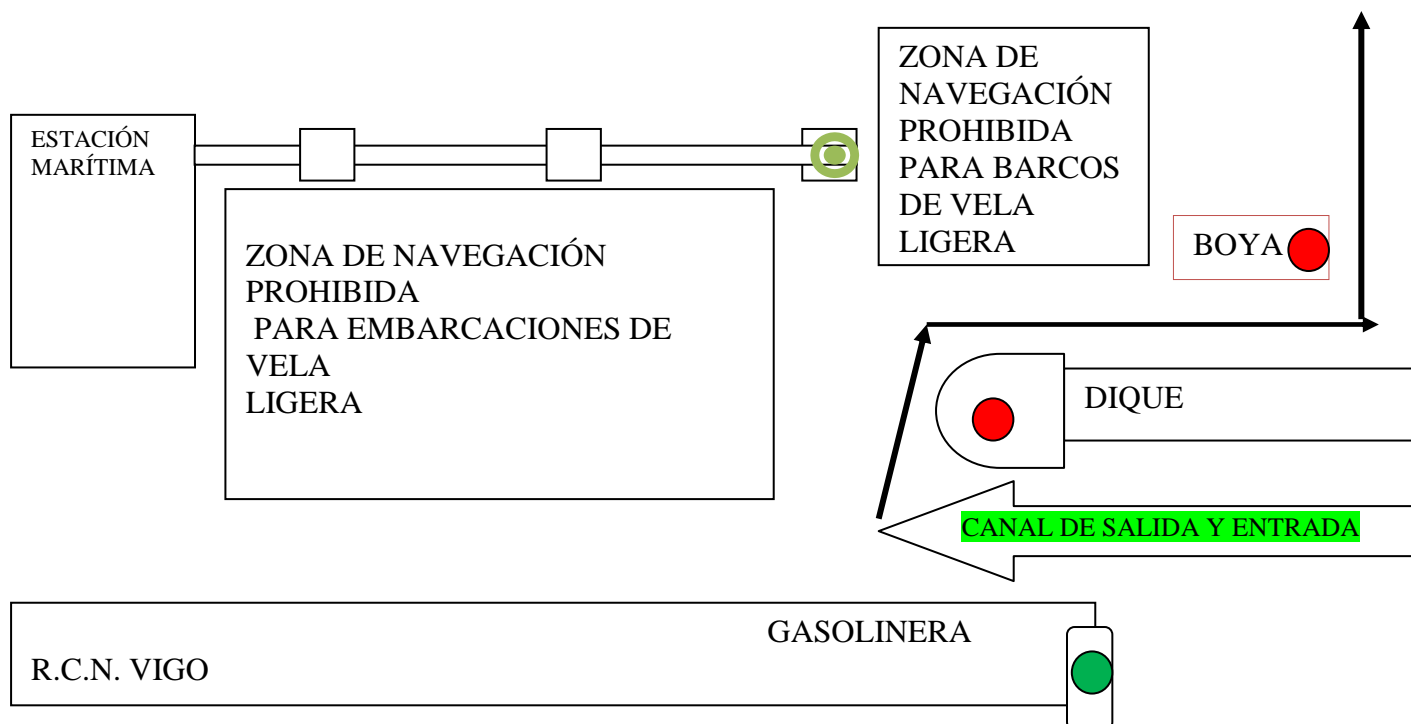 ESTACIÓN
MARÍTIMA
ZONA DE
NAVEGACIÓN
PROHIBIDA
PARA BARCOS
DE VELA
LIGERA
BOYA
ZONA DE NAVEGACIÓN
PROHIBIDA
PARA EMBARCACIONES DE
VELA
LIGERA
DIQUE
CANAL DE SALIDA Y ENTRADA
GASOLINERA
R.C.N. VIGO